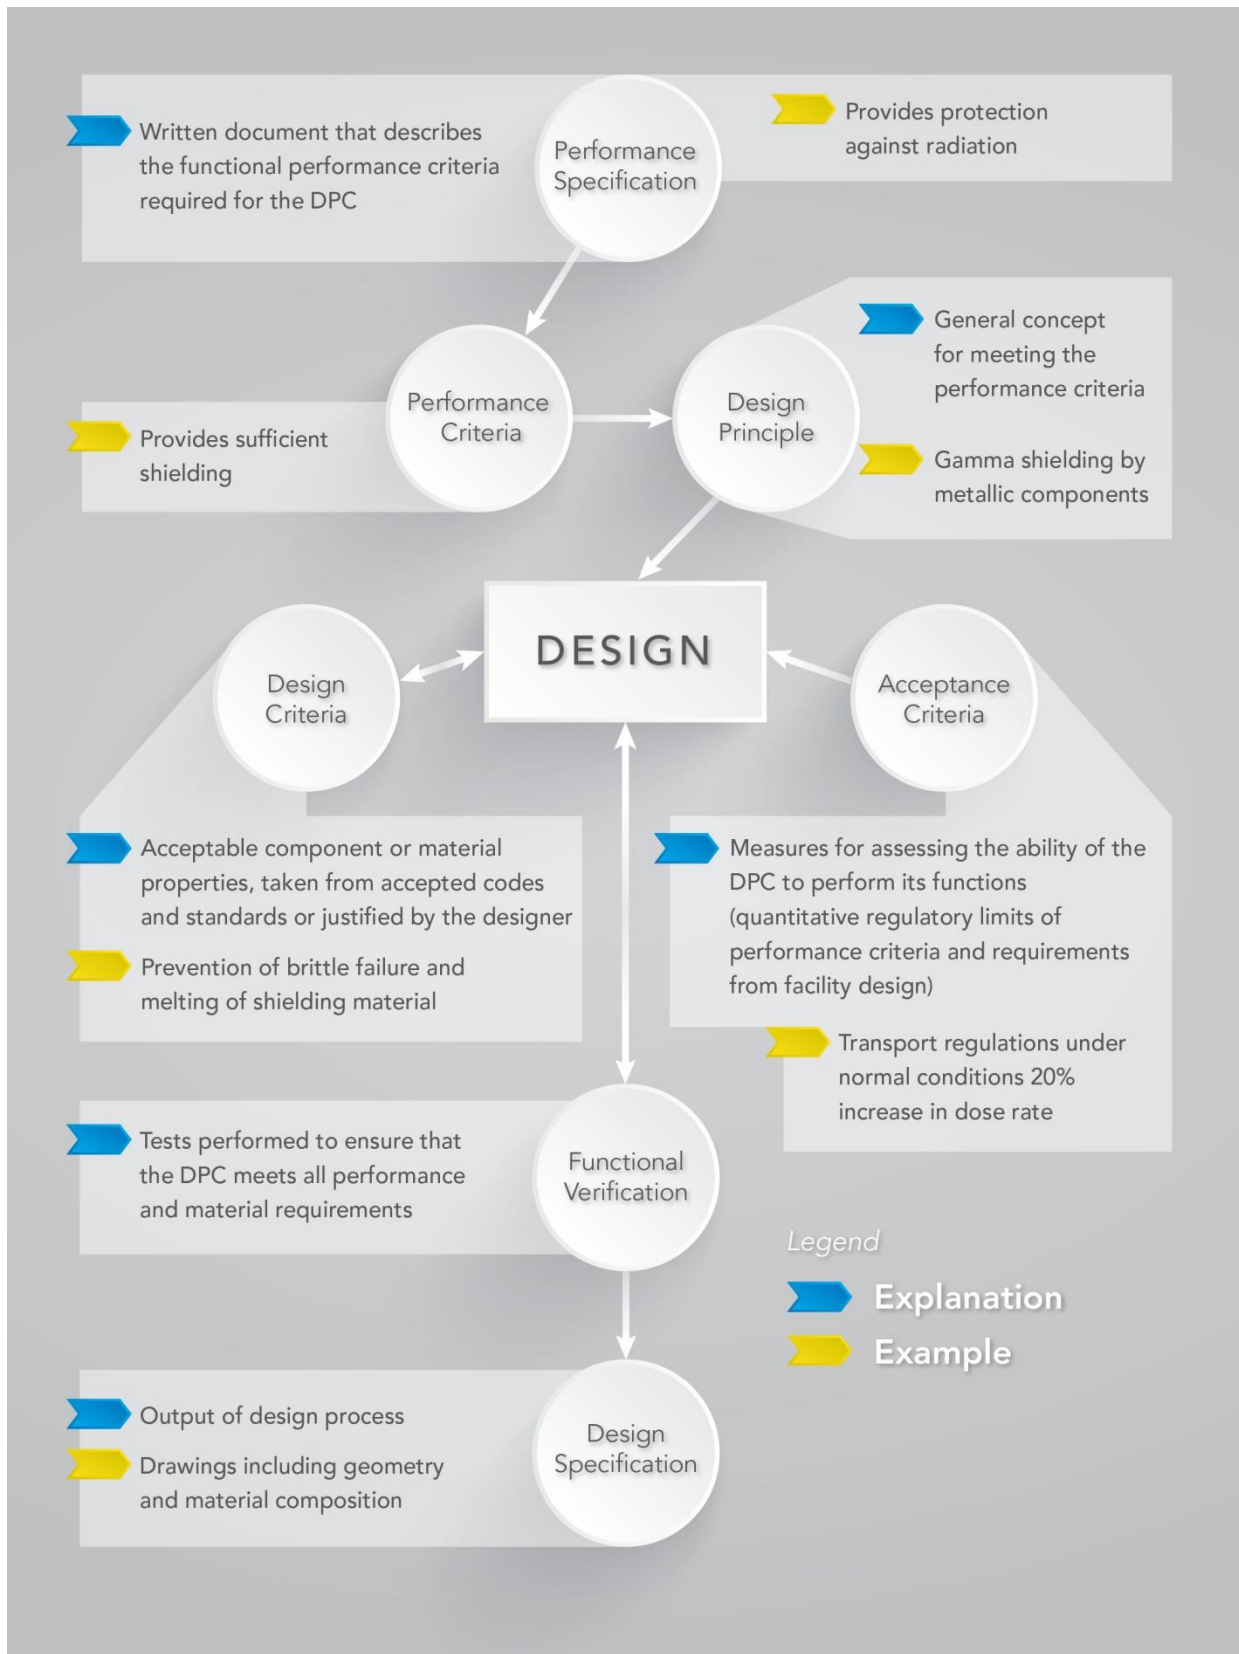 Written document that describes
the functional performance criteria
required for the DPC
Performance
Specification
Provides protection
against radiation
Performance
Criteria
Provides sufficient
shielding
Design
Principle
General concept
for meeting the
performance criteria
Gamma shielding by
metallic components
DESIGN
Design
Criteria
Acceptable component or material
properties, taken from accepted codes
and standards or justified by the designer
Prevention of brittle failure and
melting of shielding material
Acceptance
Criteria
Measures for assessing the ability of the
DPC to perform its functions
(quantitative regulatory limits of
performance criteria and requirements
from facility design)
Transport regulations under
normal conditions 20%
increase in dose rate
Tests performed to ensure that
the DPC meets all performance
and material requirements
Functional
Verification
Legend
Explanation
Example
Output of design process
Drawings including geometry
and material composition
Design
Specification